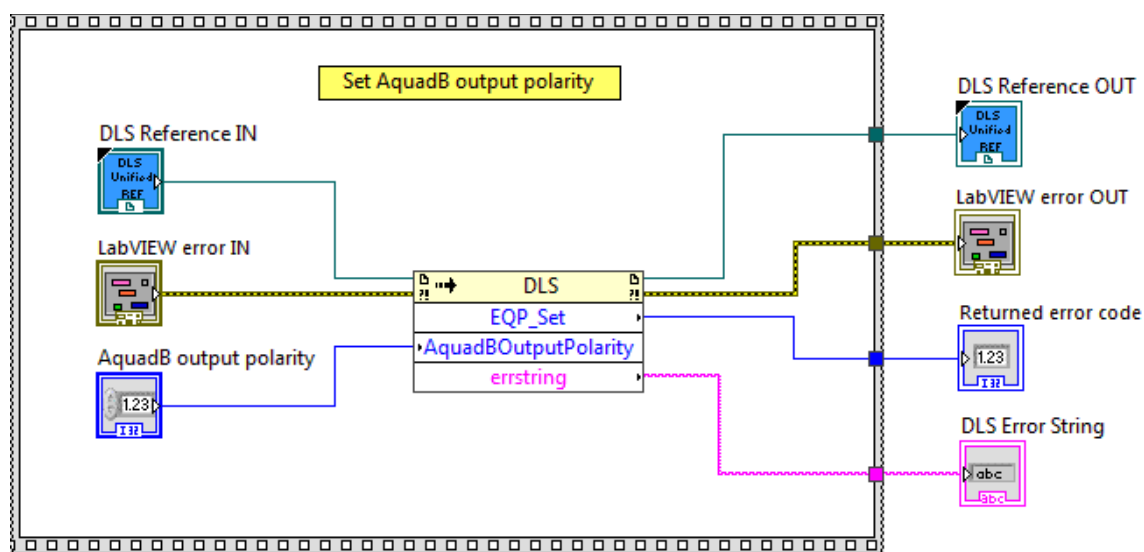 Set AquadB output polarity
DLS Reference OUT
DLS
Unified
REF
DLS Reference IN
DLS
Unified
REF
LabVIEW error OUT
LabVIEW error IN
?!
DLS
?!
EQP_Set
Returned error code
1.23
I32
AquadB output polarity
AquadBOutputPolarity
errstring
1.23
I32
DLS Error String
abc
abc